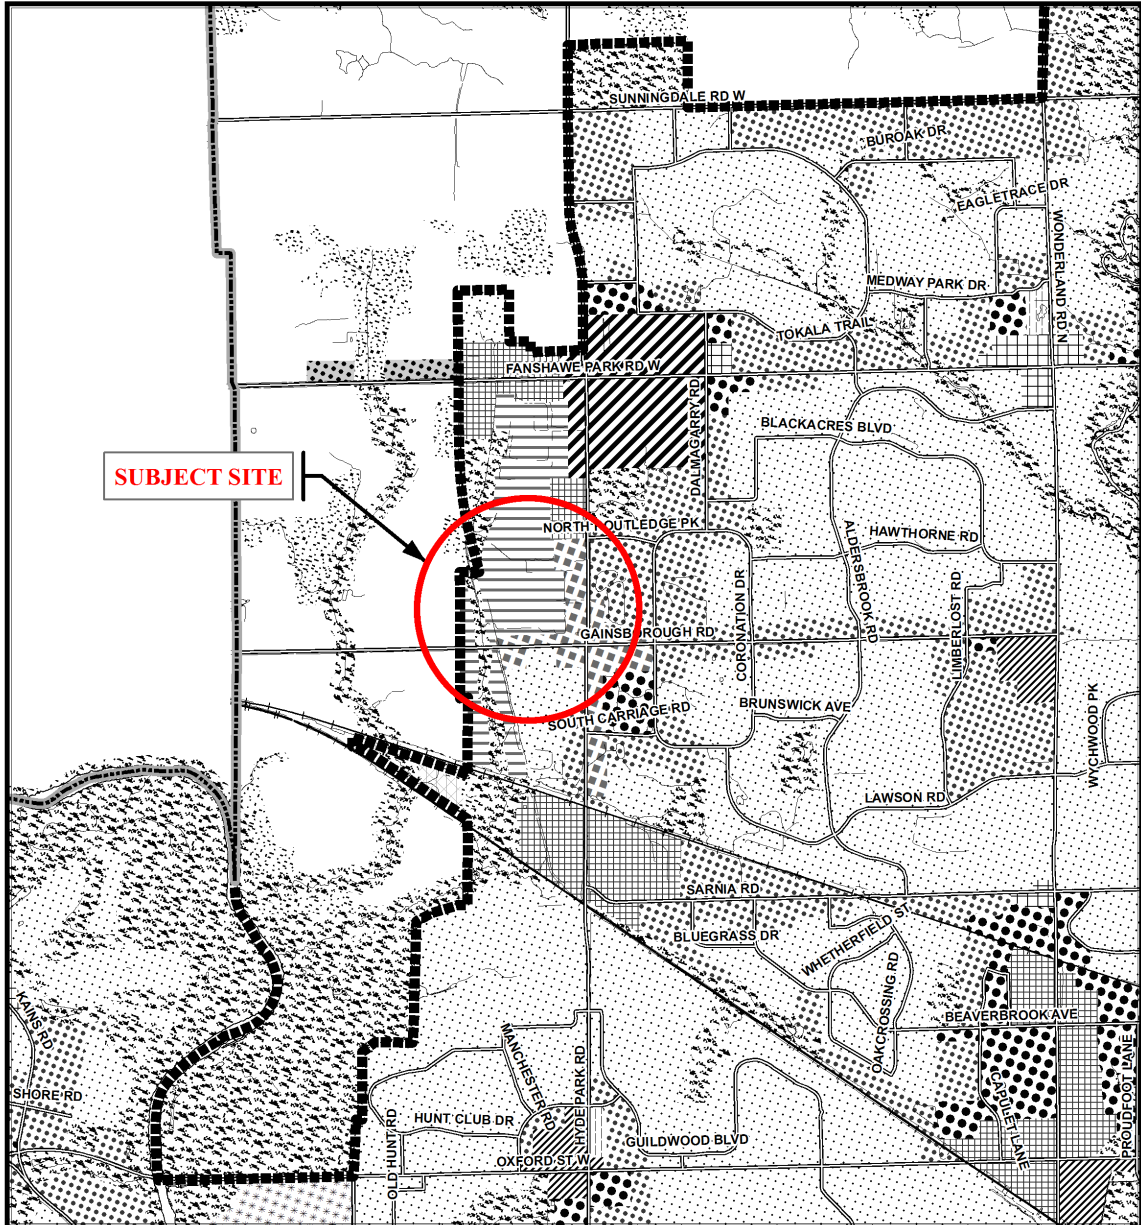 SUNNINGDALE RD W
BUROAK DR
EAGLETRACE DR
WONDERLAND RD N
MEDWAY PARK DR
TOKALA TRAIL
FANSHAWE PARK RD W
DALMAGARRY RD
BLACKACRES BLVD
SUBJECT SITE
NORTH ROUTLEDGE PK
ALDERSBROOK RD
HAWTHORNE RD
CORONATION DR
LIMBERLOST RD
GAINSBOROUGH RD
WYCHWOOD PK
SOUTH CARRIAGE RD
BRUNSWICK AVE
LAWSON RD
SARNIA RD
BLUEGRASS DR
WHETHERFIELD ST
OAKCROSSING RD
KAINS RD
BEAVERBROOK AVE
MANCHESTER RD
HYDE PARK RD
PROUDFOOT LANE
SHORE RD
CAPULET LANE
HUNT CLUB DR
OLD HUNT RD
GUILDWOOD BLVD
OXFORD ST W